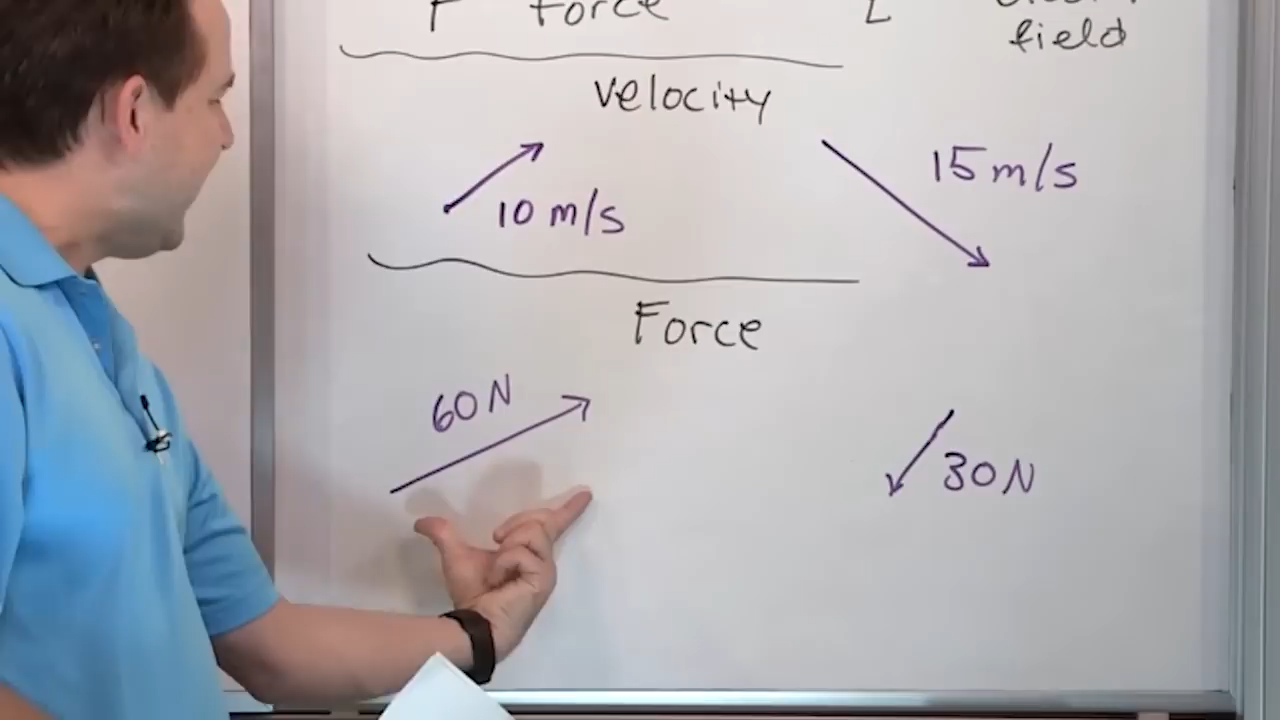 F force
field
velocity
10 m/s
15 m/s
Force
60 N
30 N